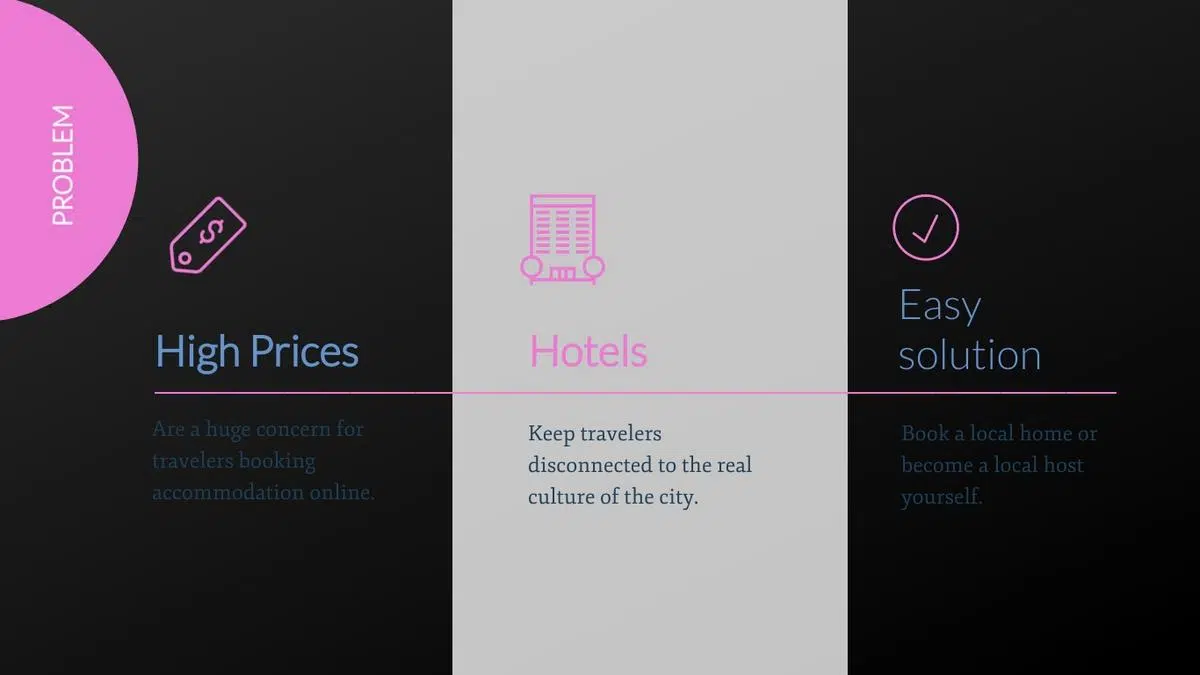 PROBLEM
High Prices
Are a huge concern for
travelers booking
accommodation online.
Hotels
Keep travelers
disconnected to the real
culture of the city.
Easy
solution
Book a local home or
become a local host
yourself.